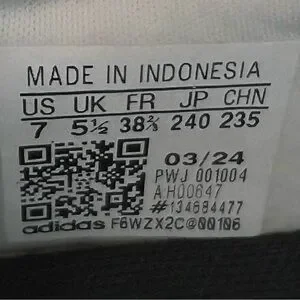 MADE IN INDONESIA
US UK FR JP CHN
7 5½ 38⅔ 240 235
03/24
PWJ 001004
AH00647
#134684477
adidas F6WZX2C@00106